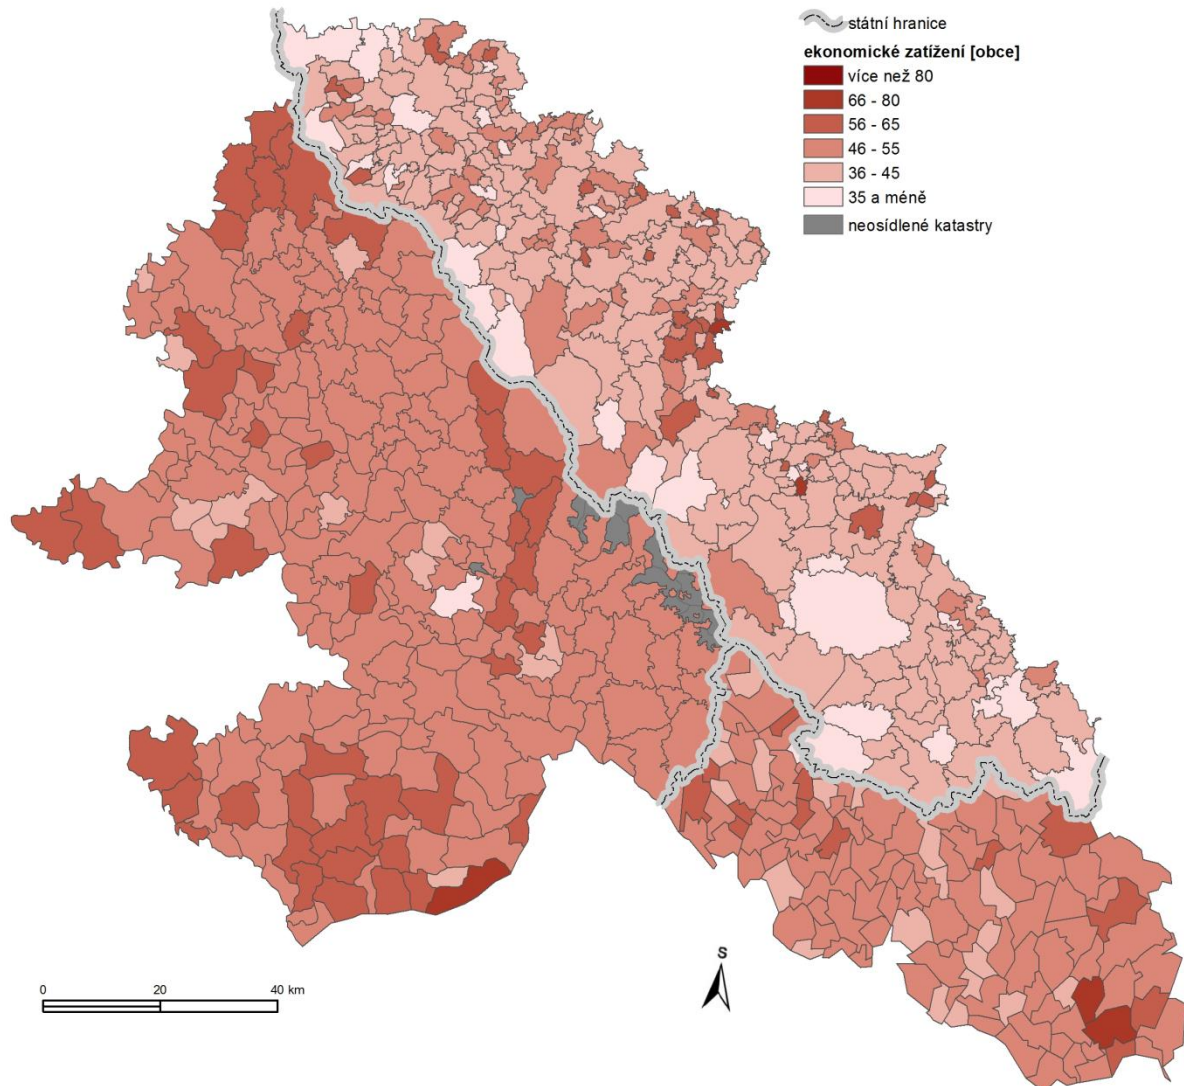 státní hranice
ekonomické zatížení [obce]
více než 80
66 - 80
56 - 65
46 - 55
36 - 45
35 a méně
neosídlené katastry
S
0 20 40 km